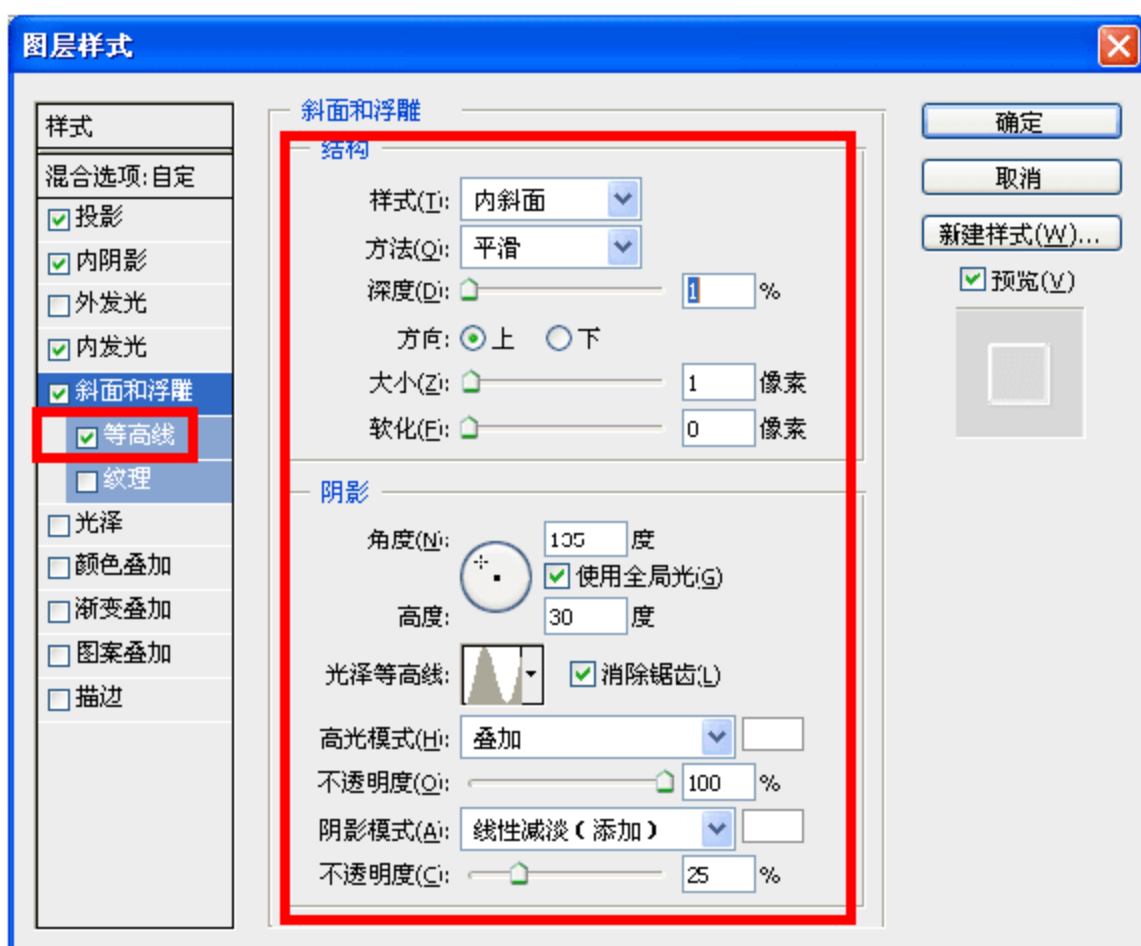 图层样式
样式
混合选项:自定
投影
内阴影
外发光
内发光
斜面和浮雕
等高线
纹理
光泽
颜色叠加
渐变叠加
图案叠加
描边
斜面和浮雕
结构
样式(T): 内斜面
方法(Q): 平滑
深度(D): 1 %
方向: 上 下
大小(Z): 1 像素
软化(F): 0 像素
阴影
角度(N): 135 度
使用全局光(G)
高度: 30 度
光泽等高线: 消除锯齿(L)
高光模式(H): 叠加
不透明度(O): 100 %
阴影模式(A): 线性减淡（添加）
不透明度(C): 25 %
确定
取消
新建样式(W)...
预览(V)